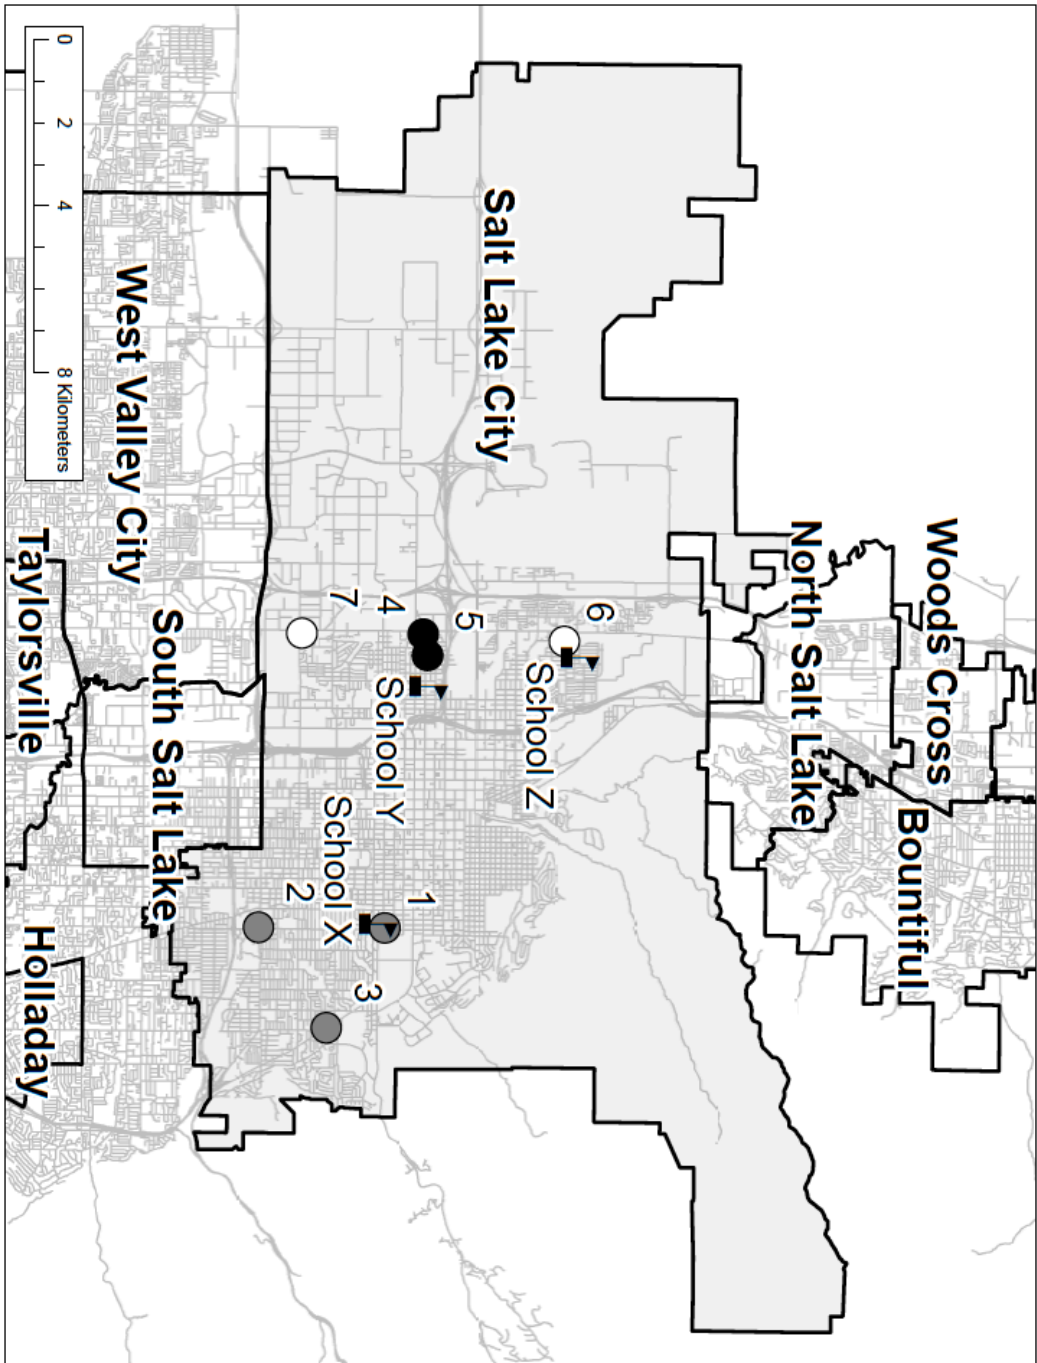 Woods Cross
Bountiful
North Salt Lake
Salt Lake City
6
School Z
5
4
School Y
7
1
School X
2
3
West Valley City
South Salt Lake
Taylorsville
Holladay
0 2 4 8 Kilometers